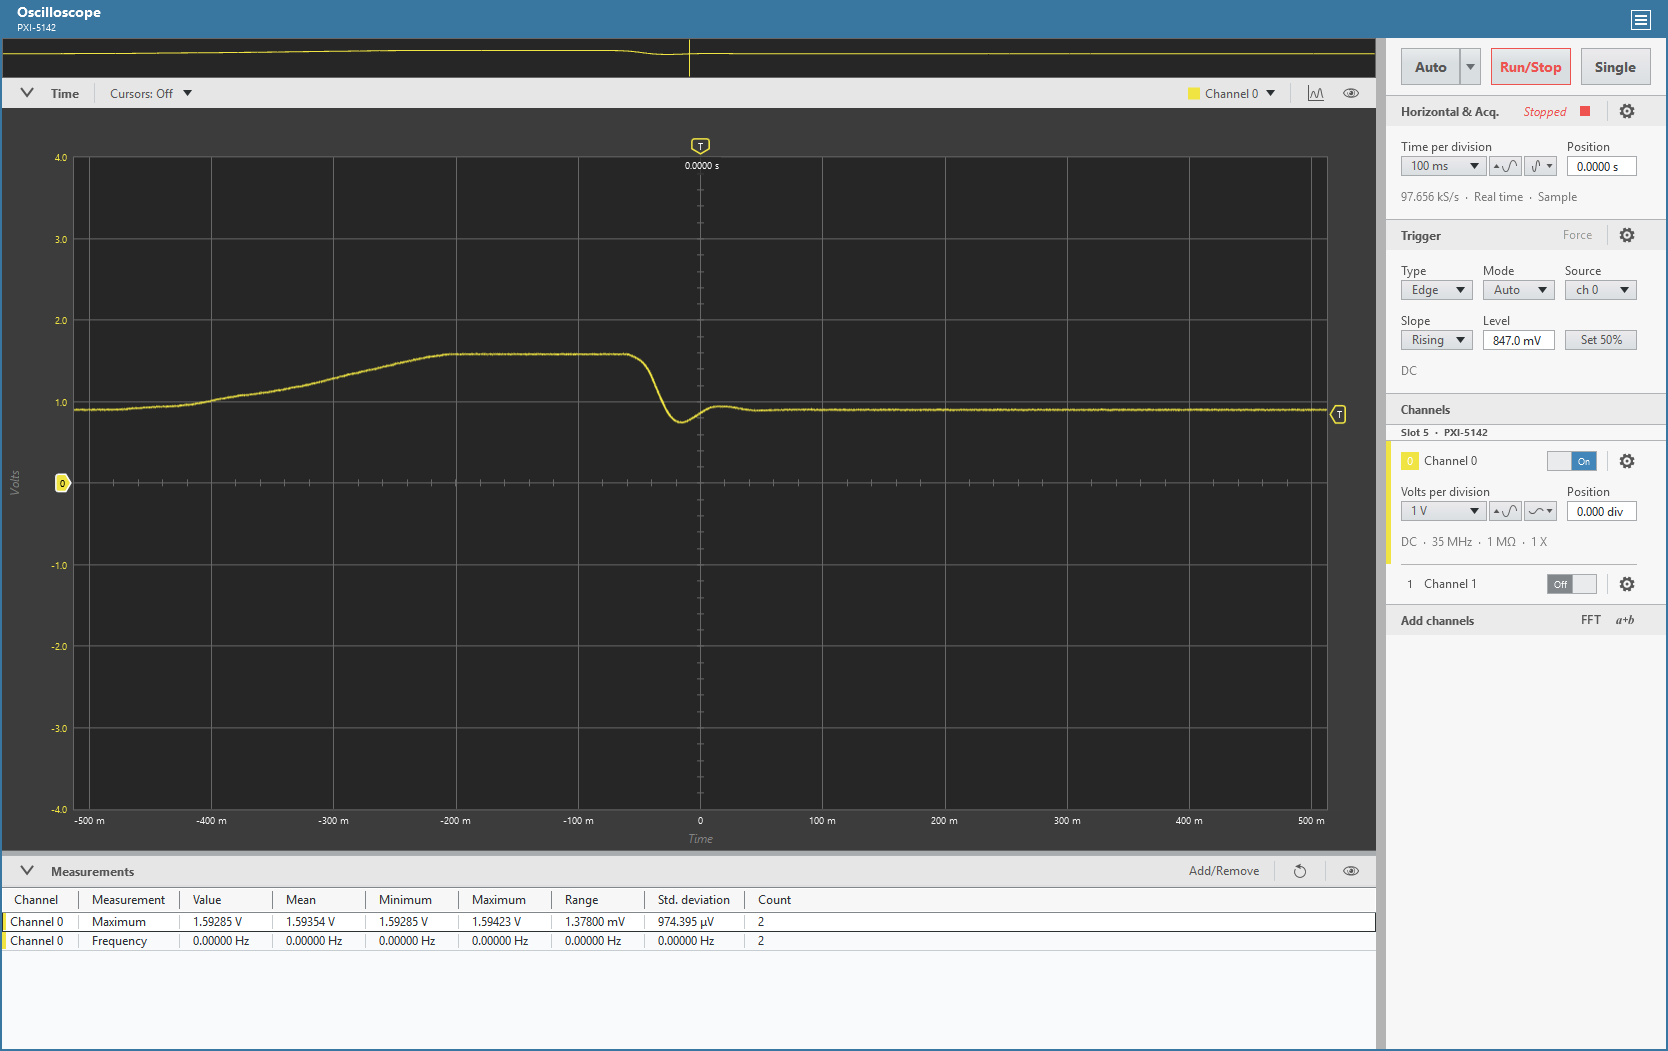 Oscilloscope
PXI-5142
Time
Cursors: Off
Channel 0
T
0.0000 s
4.0
3.0
2.0
1.0
0
-1.0
-2.0
-3.0
-4.0
Volts
T
-500 m -400 m -300 m -200 m -100 m 0 100 m 200 m 300 m 400 m 500 m
Time
Measurements
Add/Remove
Channel Measurement Value Mean Minimum Maximum Range Std. deviation Count
Channel 0 Maximum 1.59285 V 1.59354 V 1.59285 V 1.59423 V 1.37800 mV 974.395 µV 2
Channel 0 Frequency 0.00000 Hz 0.00000 Hz 0.00000 Hz 0.00000 Hz 0.00000 Hz 0.00000 Hz 2
Auto Run/Stop Single
Horizontal & Acq. Stopped
Time per division Position
100 ms 0.0000 s
97.656 kS/s · Real time · Sample
Trigger Force
Type Mode Source
Edge Auto ch 0
Slope Level
Rising 847.0 mV Set 50%
DC
Channels
Slot 5 · PXI-5142
0 Channel 0 On
Volts per division Position
1 V 0.000 div
DC · 35 MHz · 1 MΩ · 1 X
1 Channel 1 Off
Add channels FFT a+b